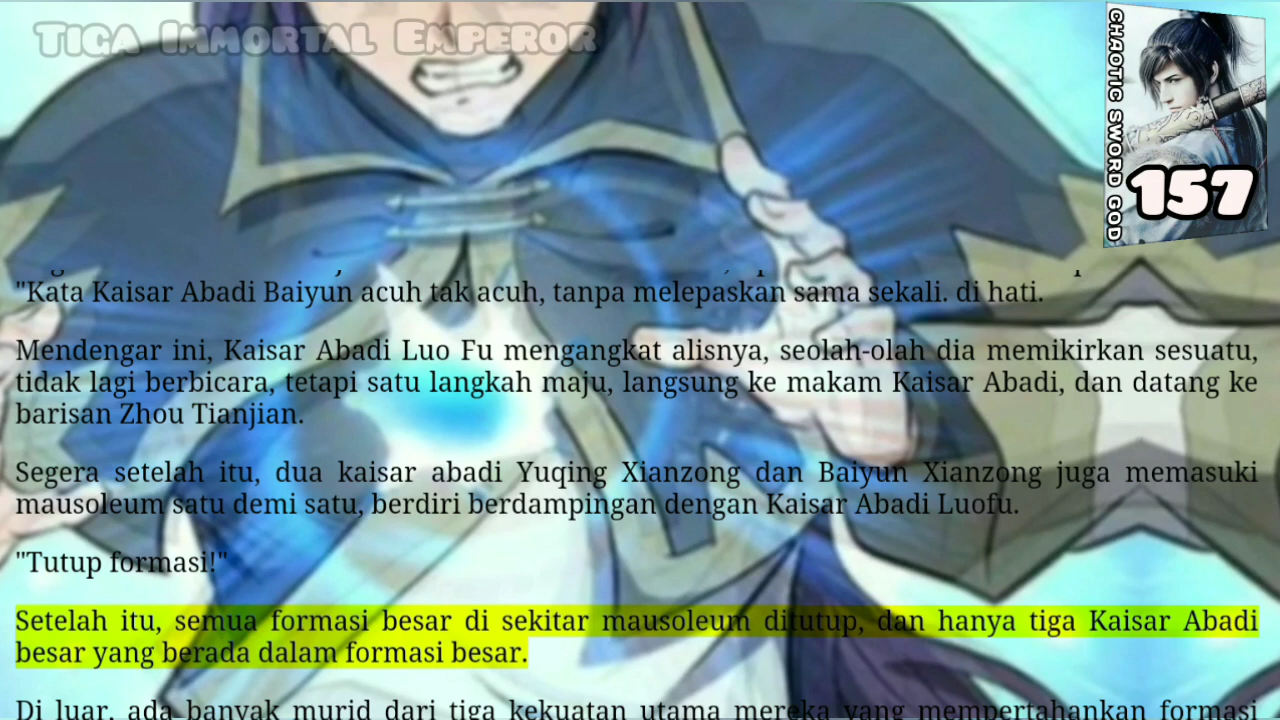 Tiga Immortal Emperor
CHAOTIC SWORD GOD
157
"Kata Kaisar Abadi Baiyun acuh tak acuh, tanpa melepaskan sama sekali. di hati.
Mendengar ini, Kaisar Abadi Luo Fu mengangkat alisnya, seolah-olah dia memikirkan sesuatu,
tidak lagi berbicara, tetapi satu langkah maju, langsung ke makam Kaisar Abadi, dan datang ke
barisan Zhou Tianjian.
Segera setelah itu, dua kaisar abadi Yuqing Xianzong dan Baiyun Xianzong juga memasuki
mausoleum satu demi satu, berdiri berdampingan dengan Kaisar Abadi Luofu.
"Tutup formasi!"
Setelah itu, semua formasi besar di sekitar mausoleum ditutup, dan hanya tiga Kaisar Abadi
besar yang berada dalam formasi besar.
Di luar, ada banyak murid dari tiga kekuatan utama mereka yang mempertahankan formasi